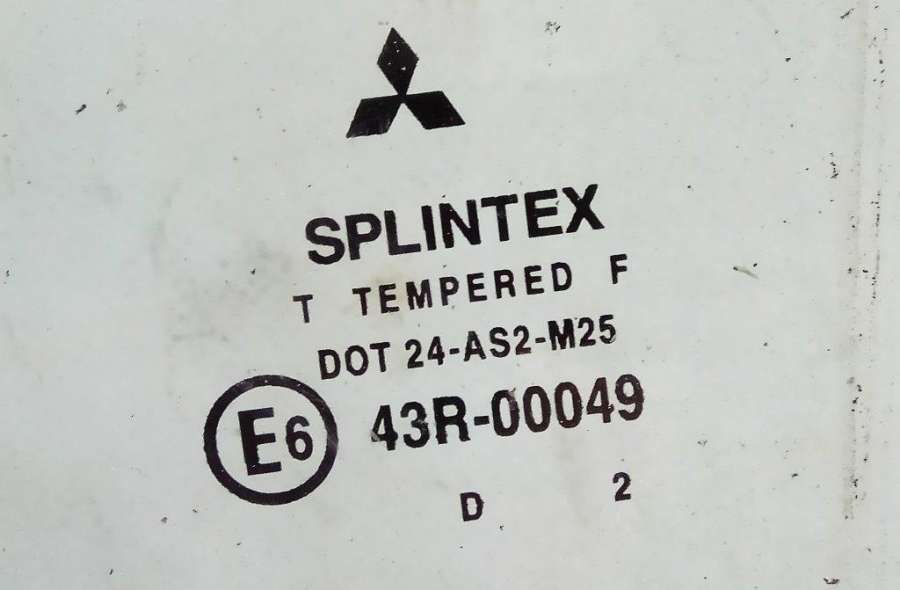 SPLINTEX
T TEMPERED F
DOT 24-AS2-M25
E6 43R-00049
D 2